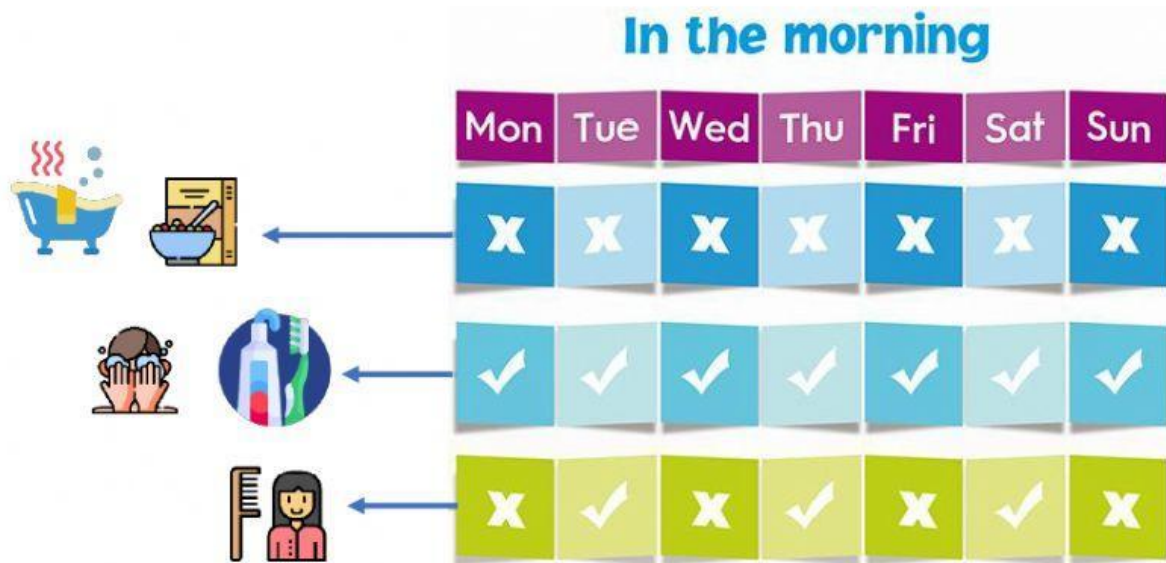 In the morning
Mon Tue Wed Thu Fri Sat Sun
x x x x x x x
x x x x